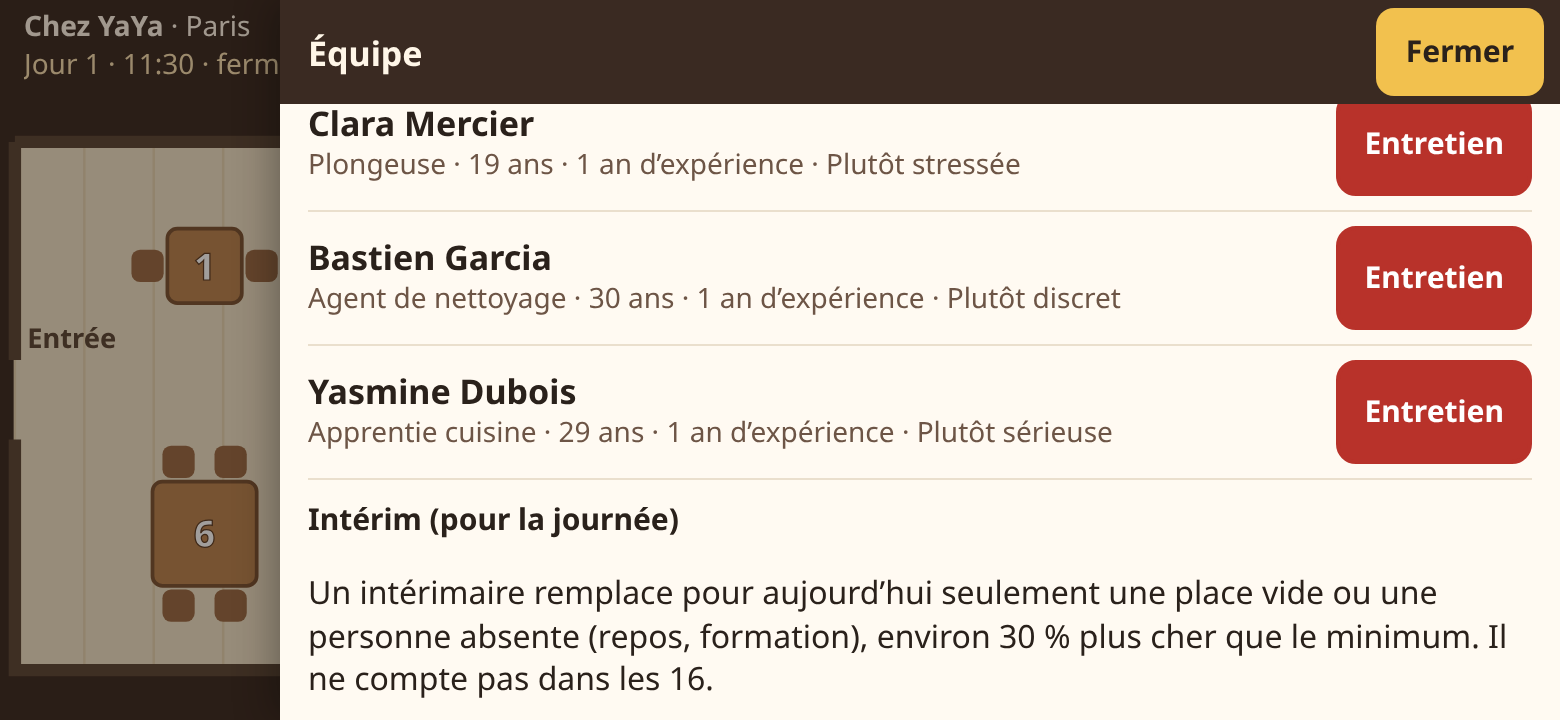 Chez YaYa · Paris
Jour 1 · 11:30 · ferm
1
Entrée
6
Équipe
Fermer
Clara Mercier
Plongeuse · 19 ans · 1 an d’expérience · Plutôt stressée
Entretien
Bastien Garcia
Agent de nettoyage · 30 ans · 1 an d’expérience · Plutôt discret
Entretien
Yasmine Dubois
Apprentie cuisine · 29 ans · 1 an d’expérience · Plutôt sérieuse
Entretien
Intérim (pour la journée)
Un intérimaire remplace pour aujourd’hui seulement une place vide ou une
personne absente (repos, formation), environ 30 % plus cher que le minimum. Il
ne compte pas dans les 16.